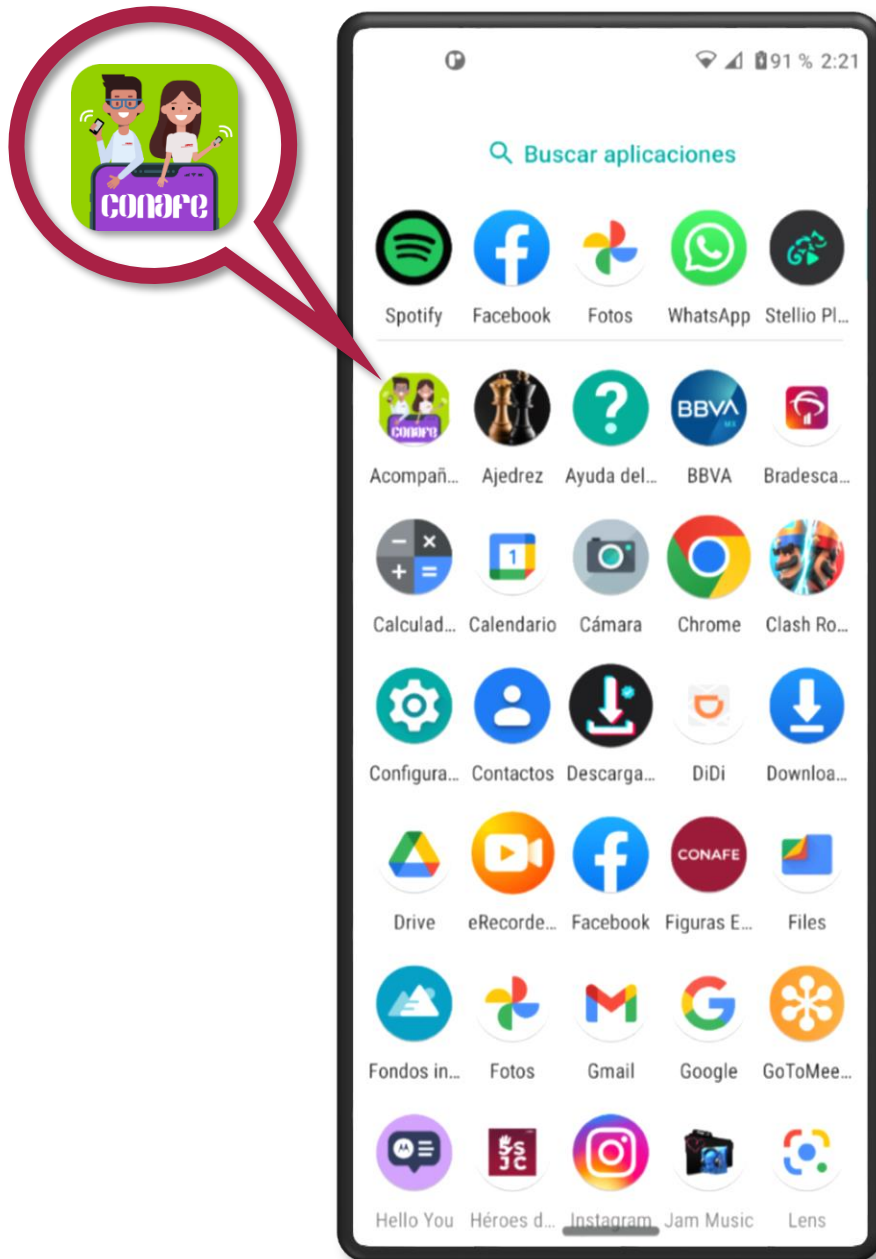 conafe
91 % 2:21
Buscar aplicaciones
Spotify Facebook Fotos WhatsApp Stellio Pl...
conafe BBVA
Acompañ... Ajedrez Ayuda del... BBVA Bradesca...
1
Calculad... Calendario Cámara Chrome Clash Ro...
Configura... Contactos Descarga... DiDi Downloa...
CONAFE
Drive eRecorde... Facebook Figuras E... Files
Fondos in... Fotos Gmail Google GoToMee...
Hello You Héroes d... Instagram Jam Music Lens